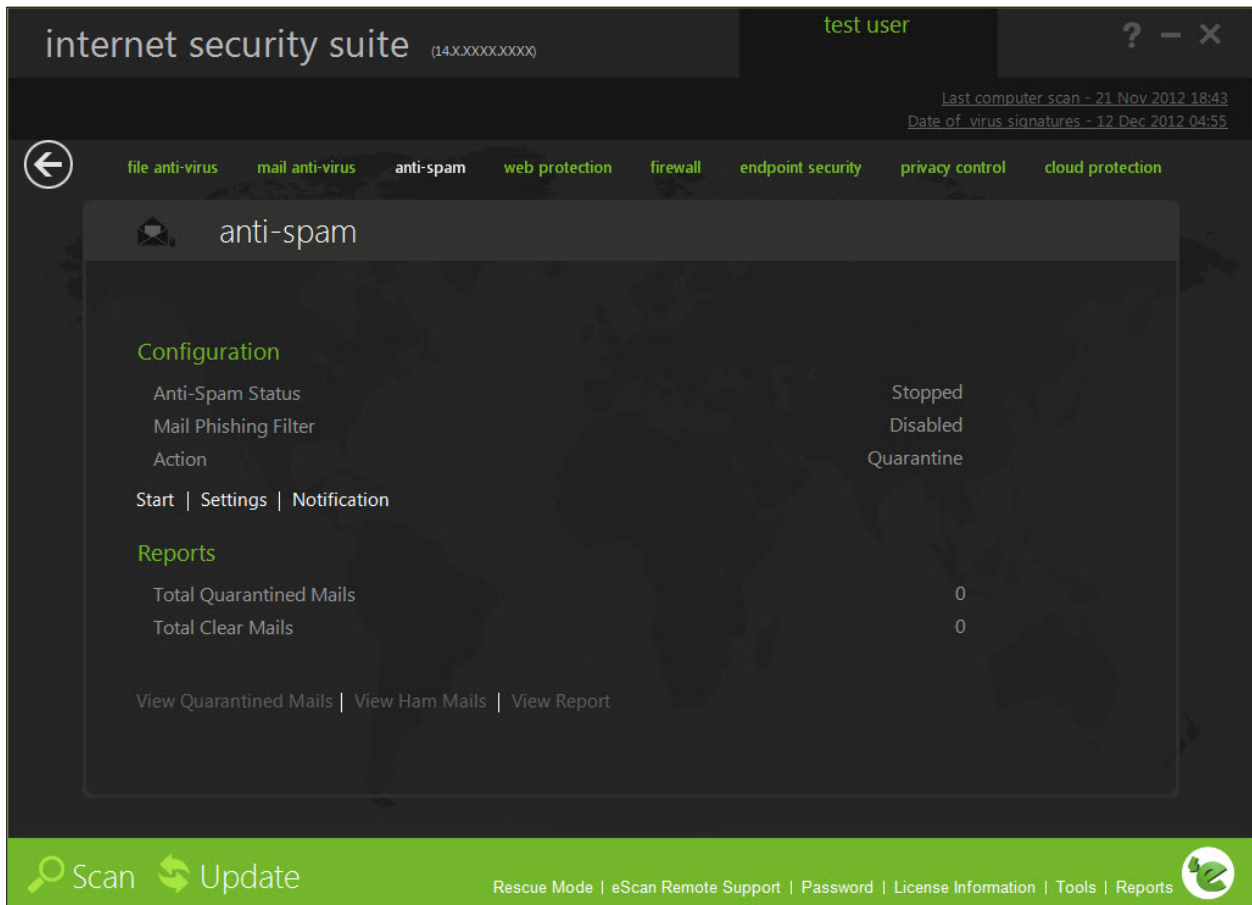 internet security suite (14.X.XXXX.XXXX)
test user
? – ×
Last computer scan - 21 Nov 2012 18:43
Date of virus signatures - 12 Dec 2012 04:55
file anti-virus mail anti-virus anti-spam web protection firewall endpoint security privacy control cloud protection
anti-spam
Configuration
Anti-Spam Status Stopped
Mail Phishing Filter Disabled
Action Quarantine
Start | Settings | Notification
Reports
Total Quarantined Mails 0
Total Clear Mails 0
View Quarantined Mails | View Ham Mails | View Report
Scan Update
Rescue Mode | eScan Remote Support | Password | License Information | Tools | Reports